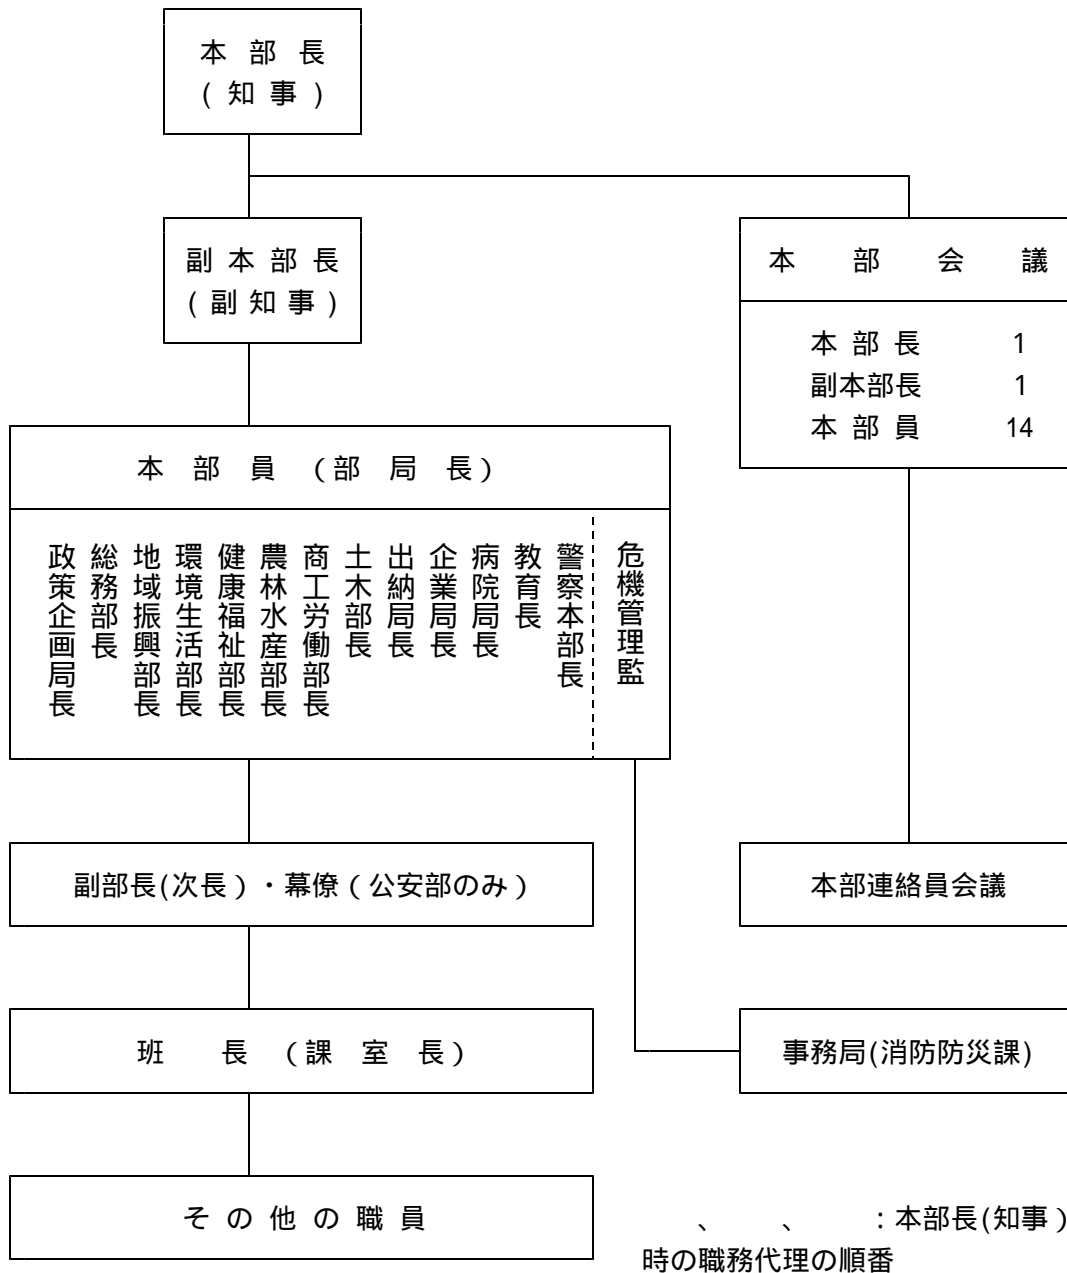 本部長
(知事)
副本部長
(副知事)
本部会議
本部長 1
副本部長 1
本部員 14
本部員(部局長)
政策企画局長
総務部長
地域振興部長
環境生活部長
健康福祉部長
農林水産部長
商工労働部長
土木部長
出納局長
企業局長
病院局長
教育長
警察本部長
危機管理監
副部長(次長)・幕僚(公安部のみ)
本部連絡員会議
班長(課室長)
事務局(消防防災課)
その他の職員
、 、 :本部長(知事)
時の職務代理の順番